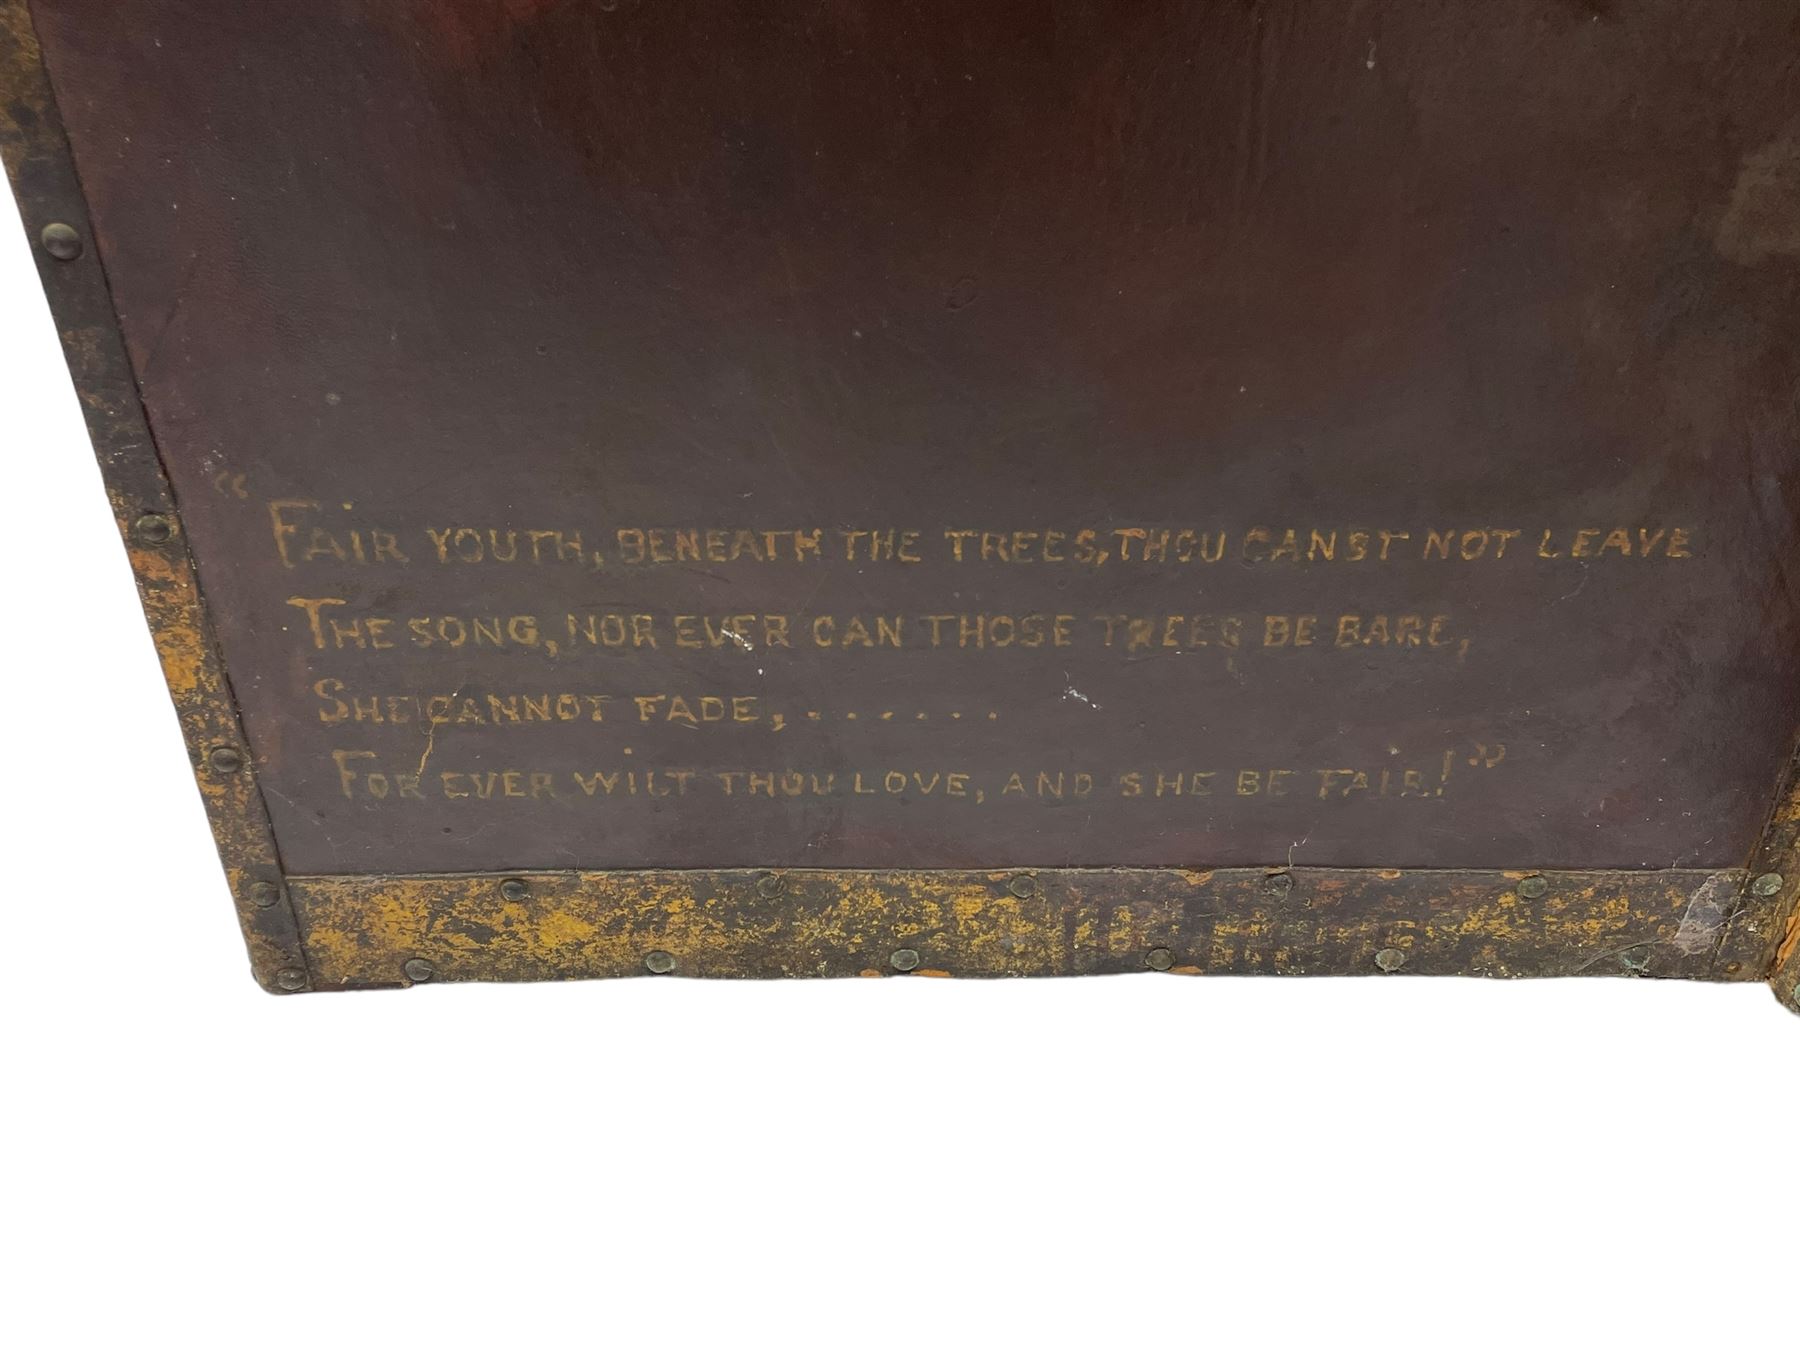 “FAIR YOUTH, BENEATH THE TREES, THOU CANST NOT LEAVE
THE SONG, NOR EVER CAN THOSE TREES BE BARE,
SHE CANNOT FADE, . . . . . .
FOR EVER WILT THOU LOVE, AND SHE BE FAIR!”